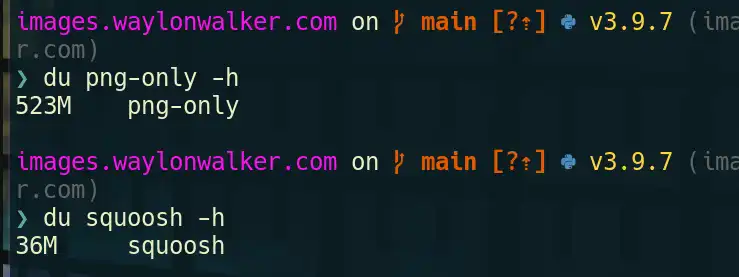 images.waylonwalker.com on  main [?⇡]  v3.9.7 (ima
r.com)
❯ du png-only -h
523M    png-only
images.waylonwalker.com on  main [?⇡]  v3.9.7 (ima
r.com)
❯ du squoosh -h
36M     squoosh